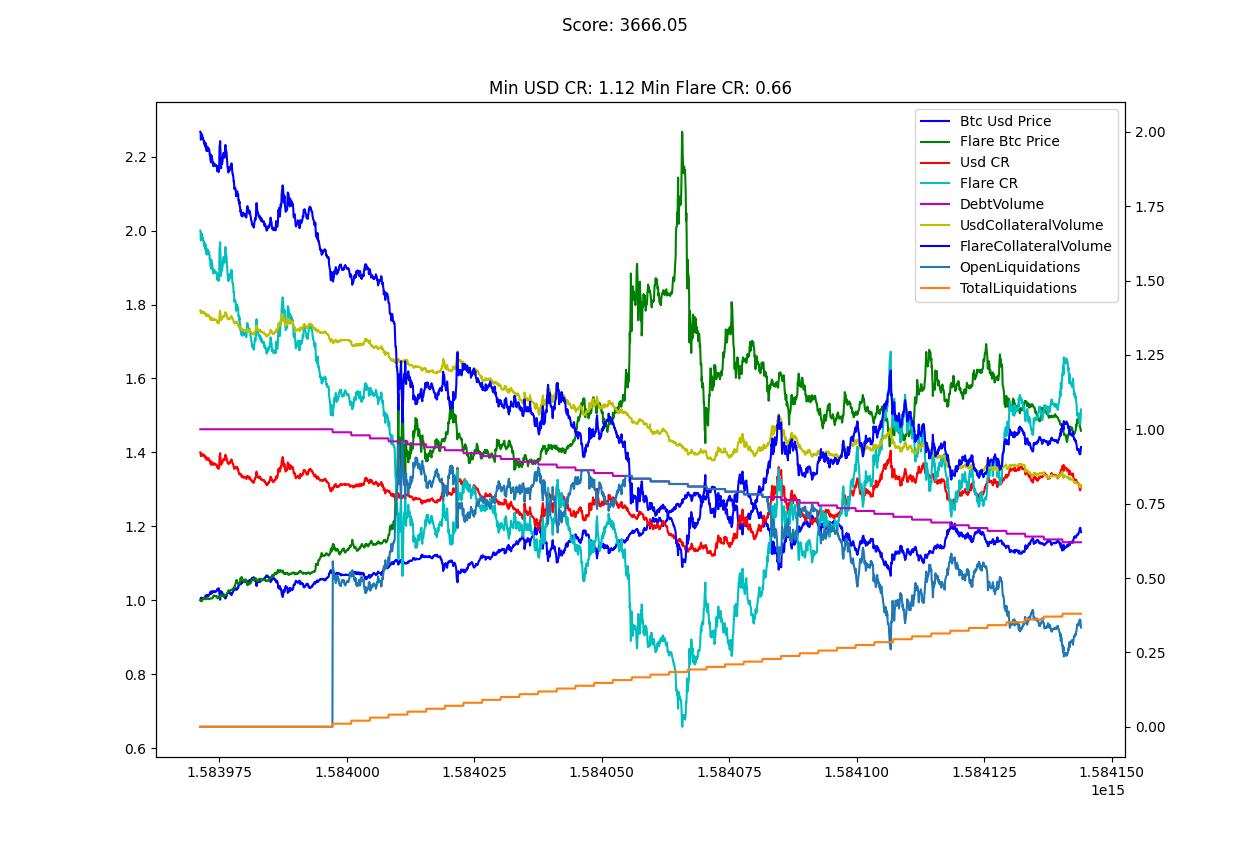 Score: 3666.05
Min USD CR: 1.12 Min Flare CR: 0.66
Btc Usd Price
Flare Btc Price
Usd CR
Flare CR
DebtVolume
UsdCollateralVolume
FlareCollateralVolume
OpenLiquidations
TotalLiquidations
2.2
2.0
1.8
1.6
1.4
1.2
1.0
0.8
0.6
2.00
1.75
1.50
1.25
1.00
0.75
0.50
0.25
0.00
1.583975 1.584000 1.584025 1.584050 1.584075 1.584100 1.584125 1.584150
1e15